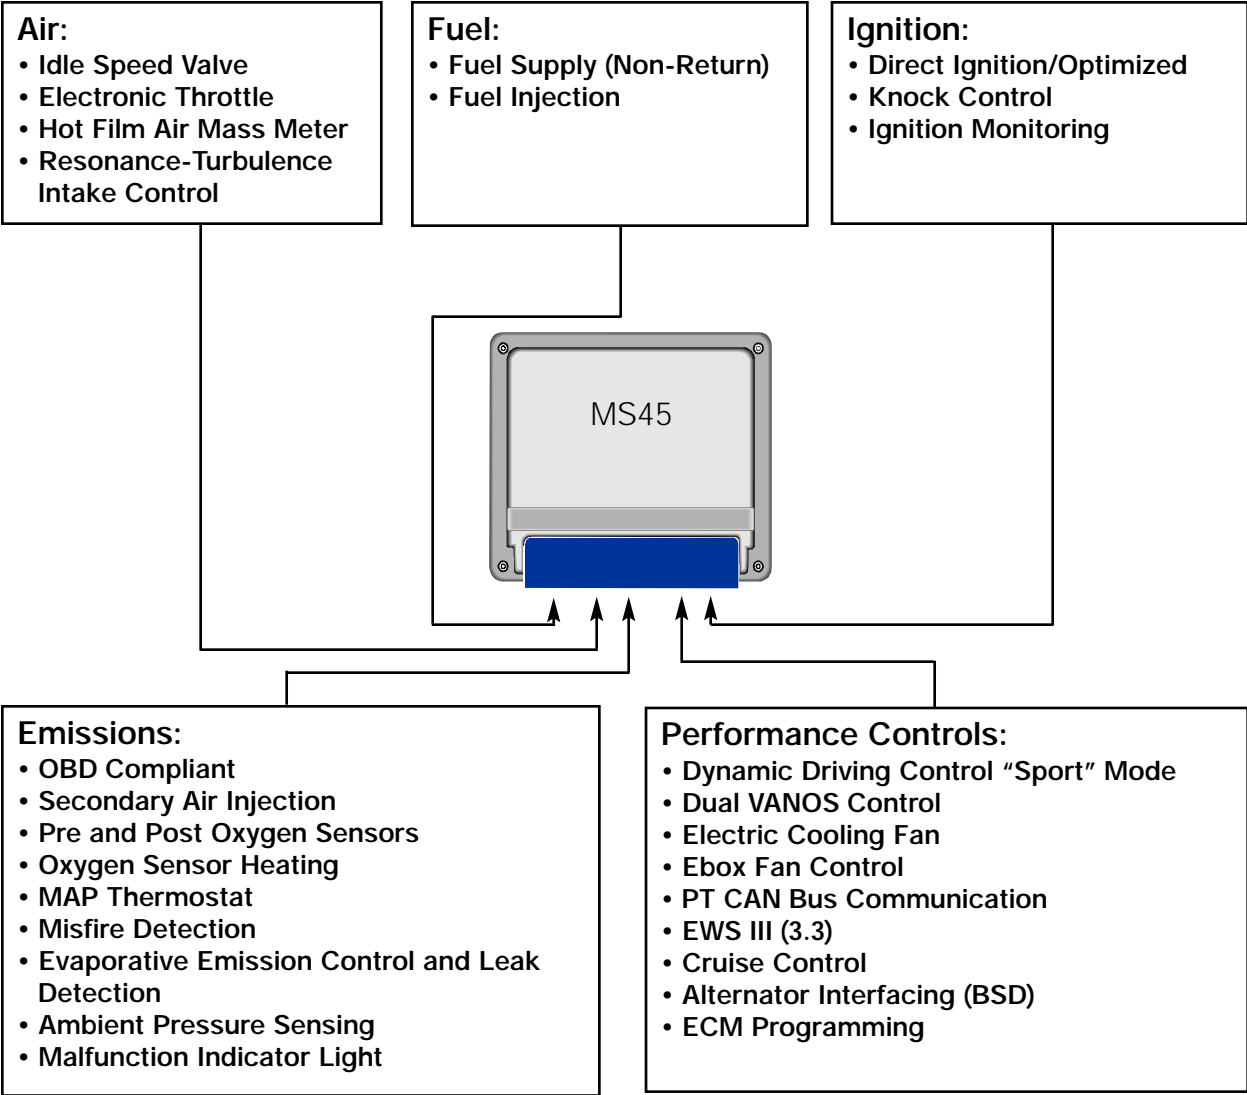 Air:
• Idle Speed Valve
• Electronic Throttle
• Hot Film Air Mass Meter
• Resonance-Turbulence
Intake Control
Fuel:
• Fuel Supply (Non-Return)
• Fuel Injection
Ignition:
• Direct Ignition/Optimized
• Knock Control
• Ignition Monitoring
MS45
Emissions:
• OBD Compliant
• Secondary Air Injection
• Pre and Post Oxygen Sensors
• Oxygen Sensor Heating
• MAP Thermostat
• Misfire Detection
• Evaporative Emission Control and Leak
Detection
• Ambient Pressure Sensing
• Malfunction Indicator Light
Performance Controls:
• Dynamic Driving Control “Sport” Mode
• Dual VANOS Control
• Electric Cooling Fan
• Ebox Fan Control
• PT CAN Bus Communication
• EWS III (3.3)
• Cruise Control
• Alternator Interfacing (BSD)
• ECM Programming